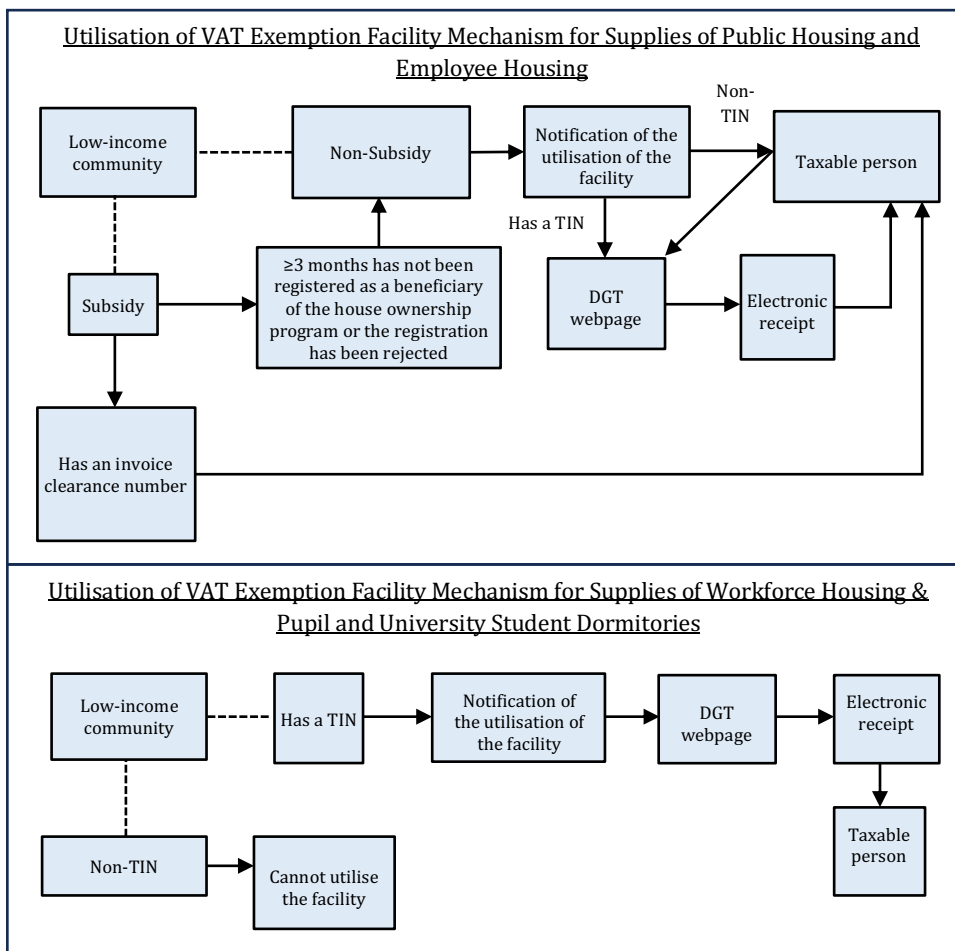 Utilisation of VAT Exemption Facility Mechanism for Supplies of Public Housing and
Employee Housing
Low-income
community
Non-Subsidy
Notification of the
utilisation of the
facility
Non-
TIN
Taxable person
Has a TIN
Subsidy
≥3 months has not been
registered as a beneficiary
of the house ownership
program or the registration
has been rejected
DGT
webpage
Electronic
receipt
Has an invoice
clearance number
Utilisation of VAT Exemption Facility Mechanism for Supplies of Workforce Housing &
Pupil and University Student Dormitories
Low-income
community
Has a TIN
Notification of
the utilisation of
the facility
DGT
webpage
Electronic
receipt
Non-TIN
Cannot utilise
the facility
Taxable
person